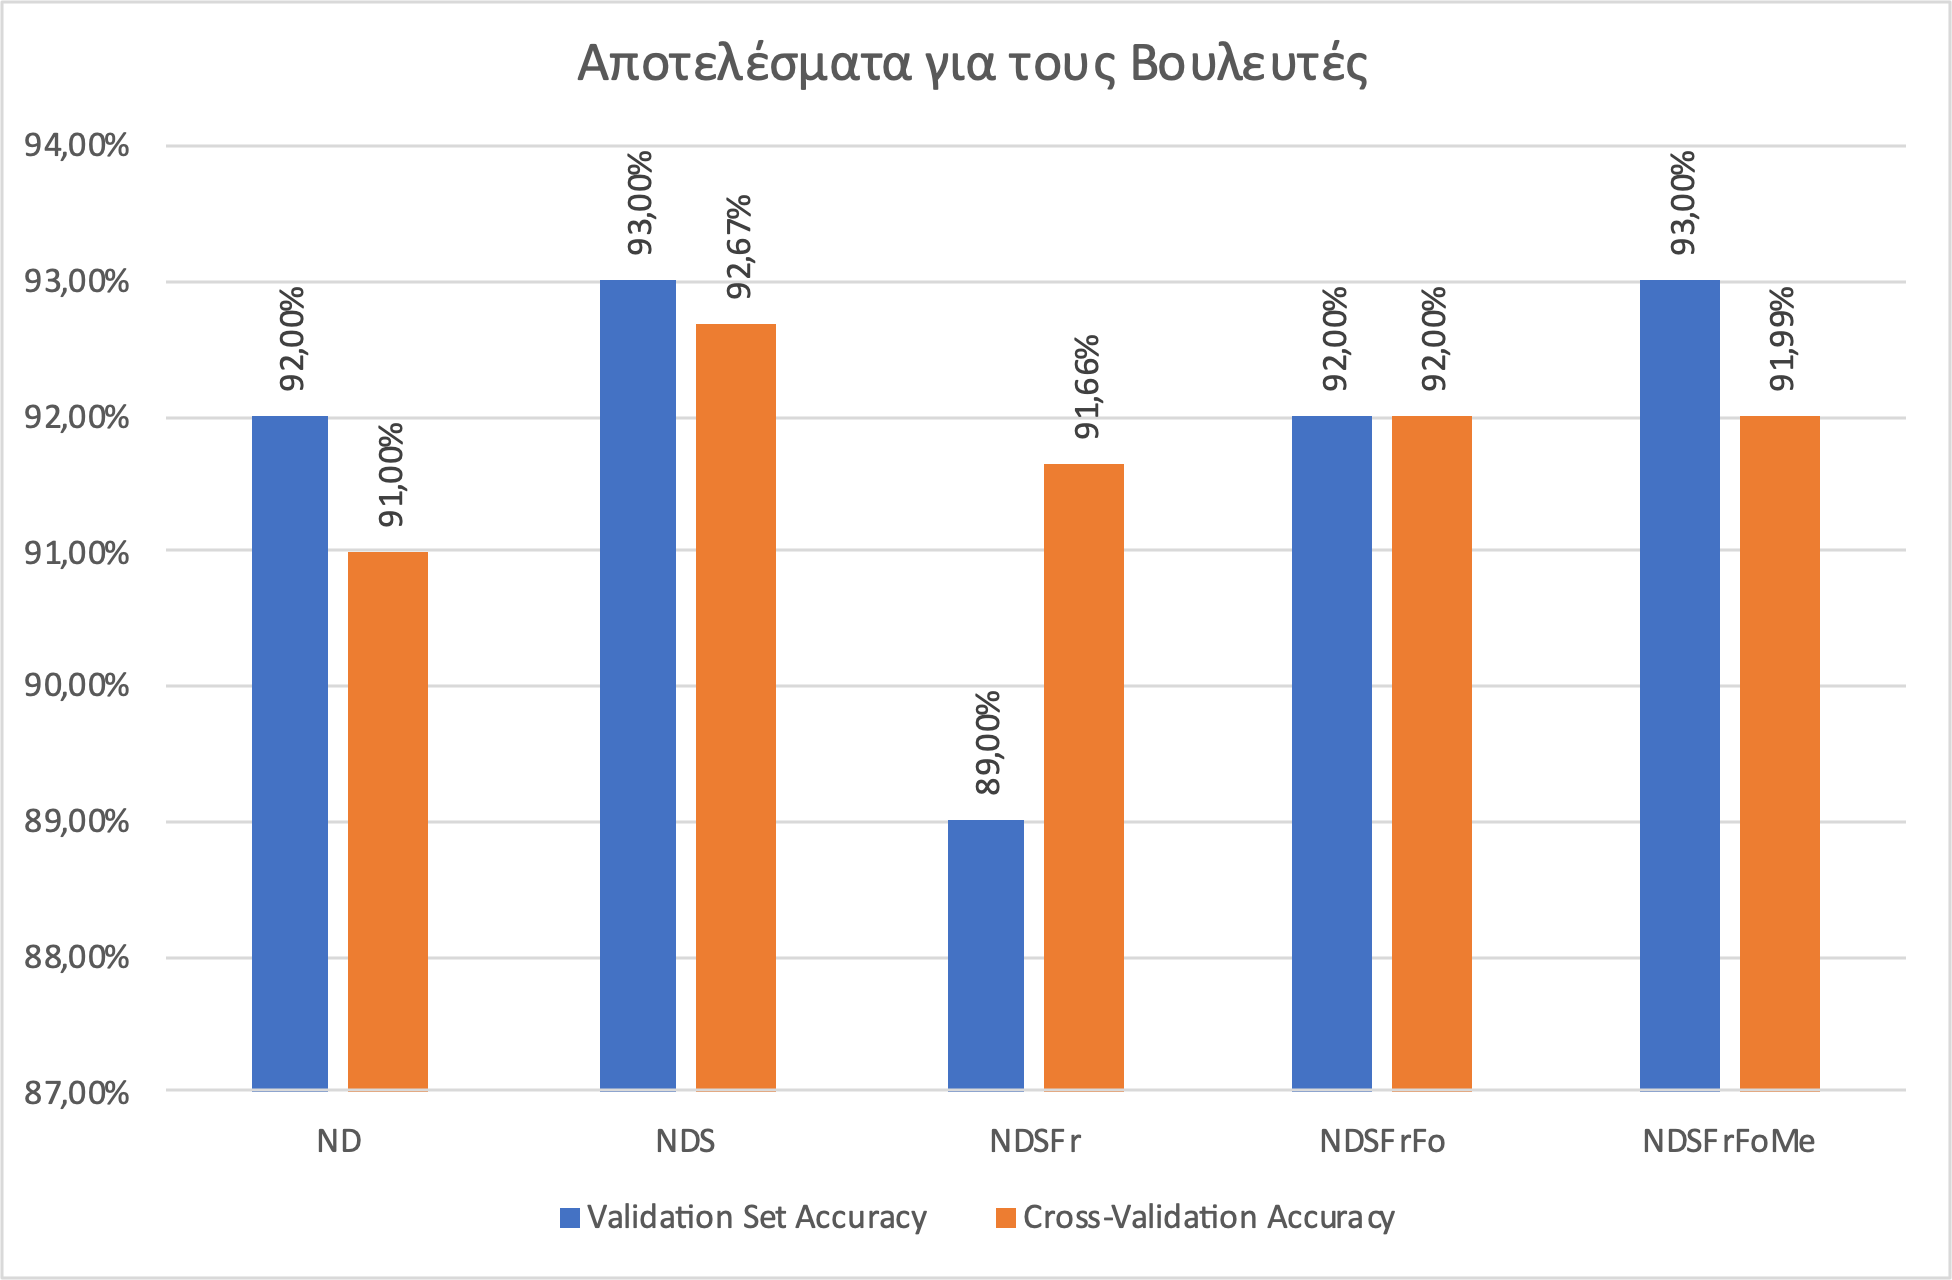 Αποτελέσματα για τους Βουλευτές
94,00%
93,00%
92,00%
91,00%
90,00%
89,00%
88,00%
87,00%
92,00%
91,00%
93,00%
92,67%
89,00%
91,66%
92,00%
92,00%
93,00%
91,99%
ND
NDS
NDSFr
NDSFrFo
NDSFrFoMe
Validation Set Accuracy
Cross-Validation Accuracy